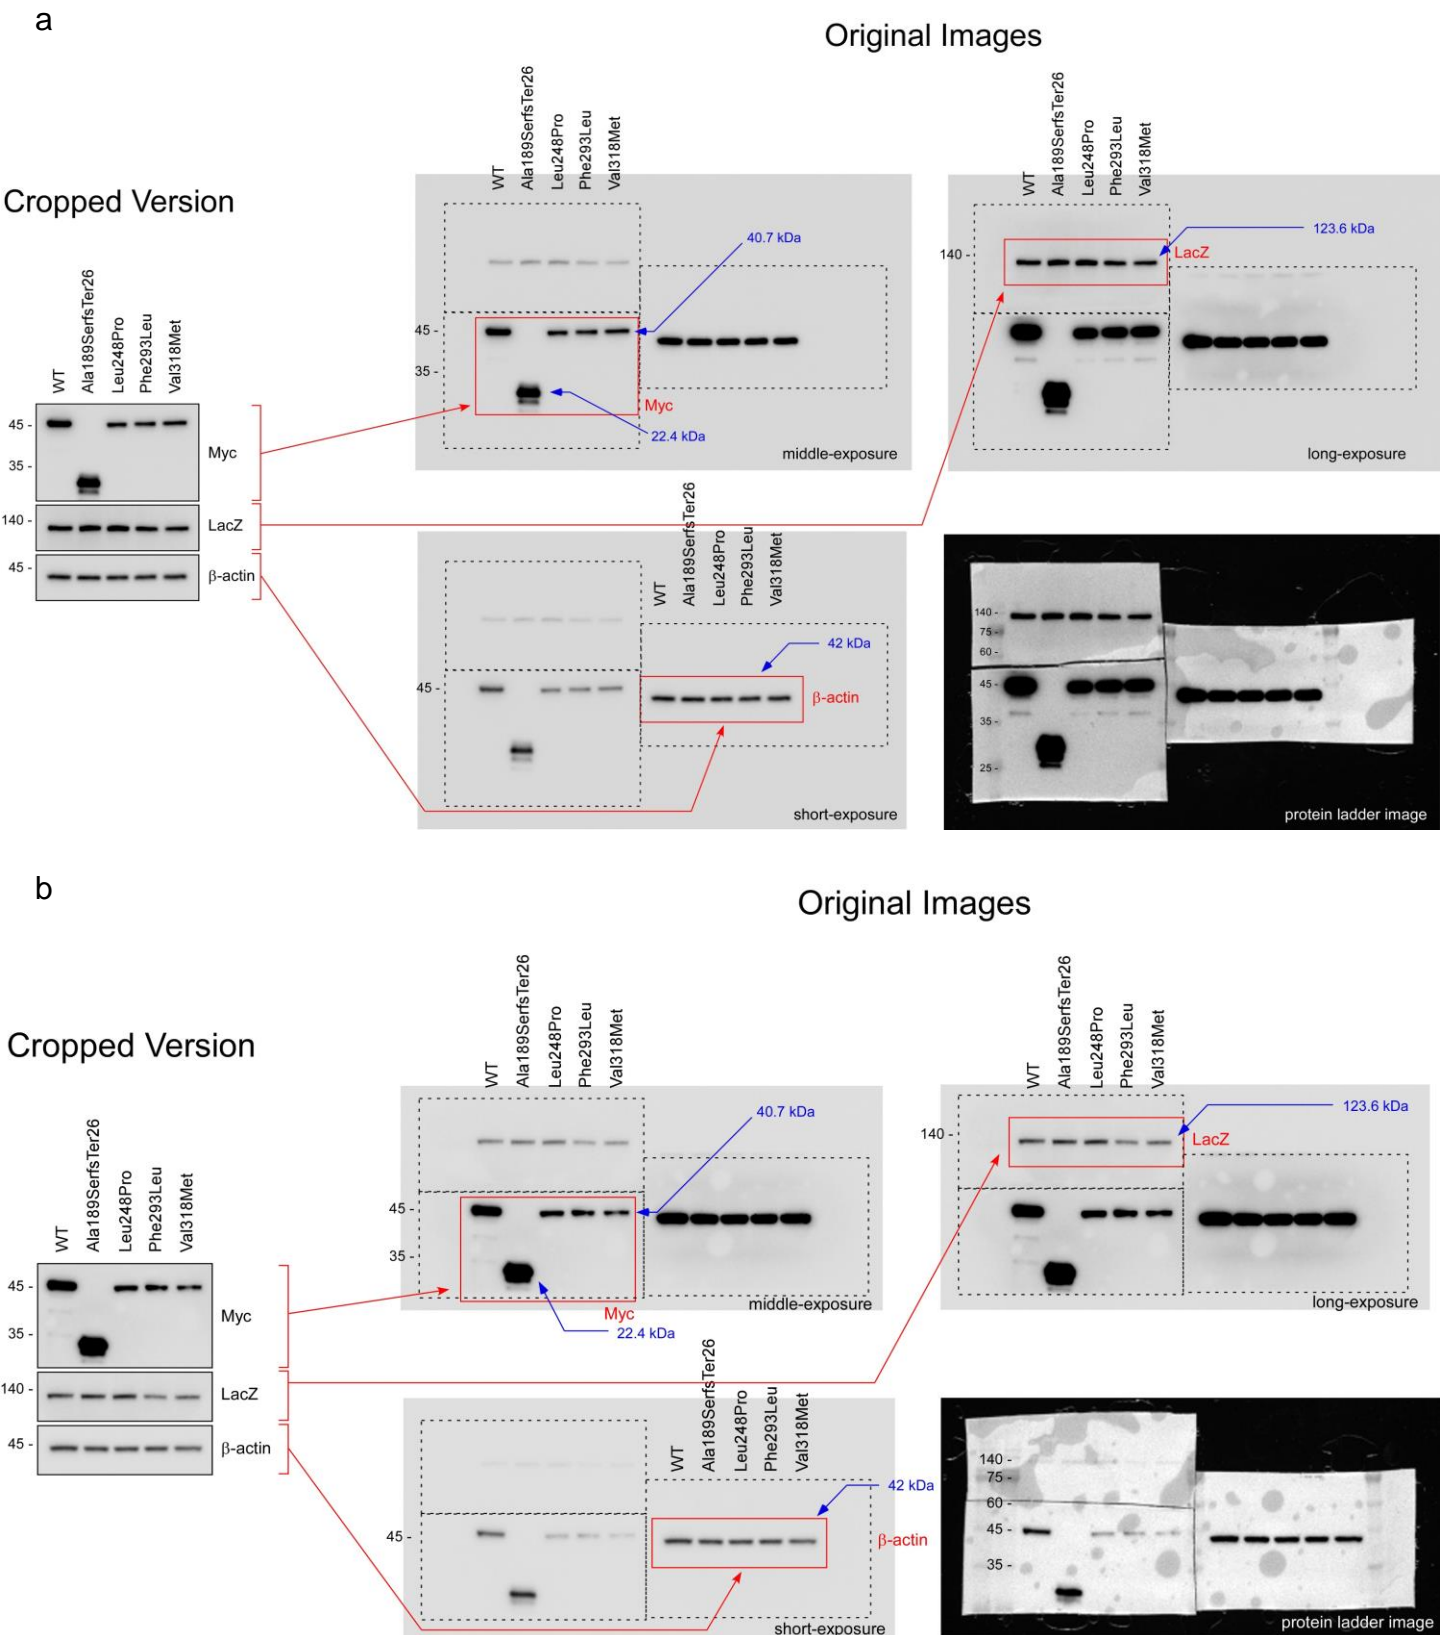 a
Original Images
Cropped Version
WT
Ala189SerfsTer26
Leu248Pro
Phe293Leu
Val318Met
45 -
35 -
Myc
140 -
LacZ
45 -
β-actin
WT
Ala189SerfsTer26
Leu248Pro
Phe293Leu
Val318Met
40.7 kDa
45 -
35 -
Myc
22.4 kDa
middle-exposure
WT
Ala189SerfsTer26
Leu248Pro
Phe293Leu
Val318Met
123.6 kDa
140 -
LacZ
long-exposure
WT
Ala189SerfsTer26
Leu248Pro
Phe293Leu
Val318Met
42 kDa
45 -
β-actin
short-exposure
140 -
75 -
60 -
45 -
35 -
25 -
protein ladder image
b
Original Images
Cropped Version
WT
Ala189SerfsTer26
Leu248Pro
Phe293Leu
Val318Met
45 -
35 -
Myc
140 -
LacZ
45 -
β-actin
WT
Ala189SerfsTer26
Leu248Pro
Phe293Leu
Val318Met
40.7 kDa
45 -
35 -
middle-exposure
Myc
22.4 kDa
WT
Ala189SerfsTer26
Leu248Pro
Phe293Leu
Val318Met
123.6 kDa
140 -
LacZ
long-exposure
WT
Ala189SerfsTer26
Leu248Pro
Phe293Leu
Val318Met
42 kDa
45 -
β-actin
short-exposure
140 -
75 -
60 -
45 -
35 -
protein ladder image